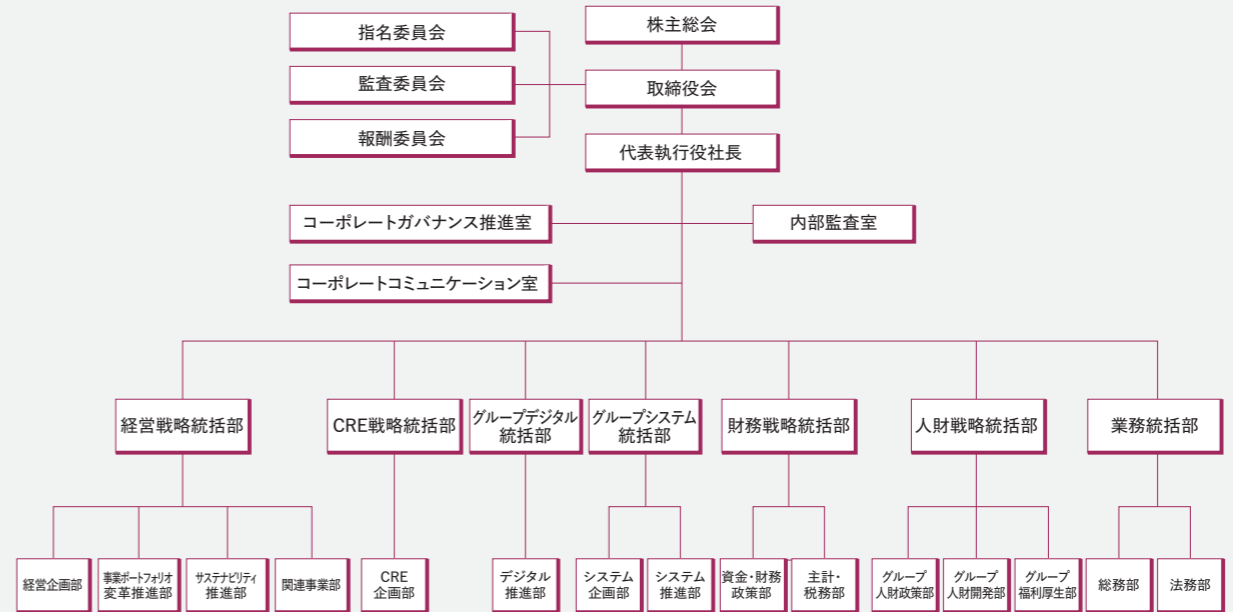 指名委員会
株主総会
監査委員会
取締役会
報酬委員会
代表執行役社長
コーポレートガバナンス推進室
内部監査室
コーポレートコミュニケーション室
経営戦略統括部
CRE戦略統括部
グループデジタル
統括部
グループシステム
統括部
財務戦略統括部
人財戦略統括部
業務統括部
経営企画部
事業ポートフォリオ
変革推進部
サステナビリティ
推進部
関連事業部
CRE
企画部
デジタル
推進部
システム
企画部
システム
推進部
資金・財務
政策部
主計・
税務部
グループ
人財政策部
グループ
人財開発部
グループ
福利厚生部
総務部
法務部